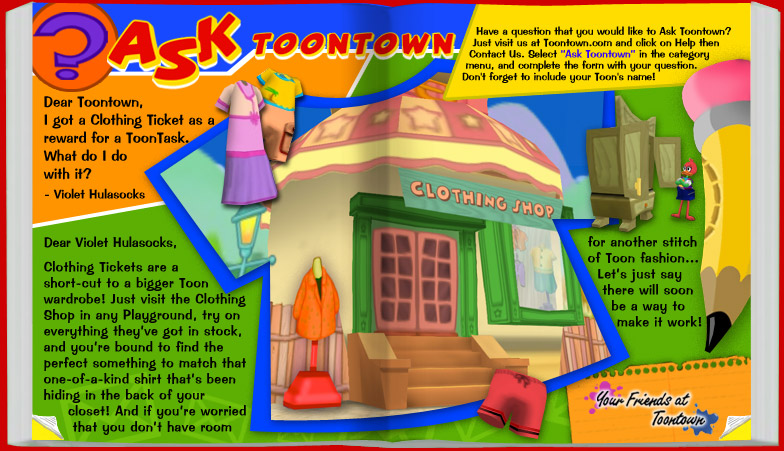 ASK TOONTOWN
Have a question that you would like to Ask Toontown?
Just visit us at Toontown.com and click on Help then
Contact Us. Select "Ask Toontown" in the category
menu, and complete the form with your question.
Don't forget to include your Toon's name!
Dear Toontown,
I got a Clothing Ticket as a
reward for a ToonTask.
What do I do
with it?
- Violet Hulasocks
CLOTHING SHOP
Dear Violet Hulasocks,
Clothing Tickets are a
short-cut to a bigger Toon
wardrobe! Just visit the Clothing
Shop in any Playground, try on
everything they've got in stock,
and you're bound to find the
perfect something to match that
one-of-a-kind shirt that's been
hiding in the back of your
closet! And if you're worried
that you don't have room
for another stitch
of Toon fashion...
Let's just say
there will soon
be a way to
make it work!
Your Friends at
Toontown